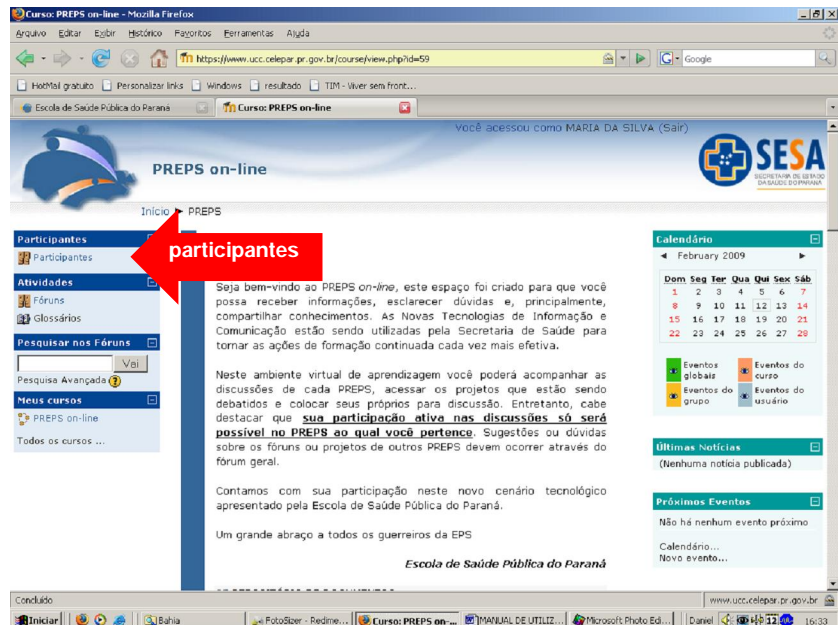 Curso: PREPS on-line - Mozilla Firefox
Arquivo Editar Exibir Histórico Favoritos Ferramentas Ajuda
https://www.ucc.celepar.pr.gov.br/course/view.php?id=59
Google
HotMail gratuito Personalizar links Windows resultado TIM - Viver sem front...
Escola de Saúde Pública do Paraná
Curso: PREPS on-line
Você acessou como MARIA DA SILVA (Sair)
PREPS on-line
SESA
SECRETARIA DE ESTADO
DA SAÚDE DO PARANÁ
Início ► PREPS
Participantes
Participantes
participantes
Atividades
Fóruns
Glossários
Pesquisar nos Fóruns
Vai
Pesquisa Avançada ?
Meus cursos
PREPS on-line
Todos os cursos ...
Seja bem-vindo ao PREPS on-line, este espaço foi criado para que você
possa receber informações, esclarecer dúvidas e, principalmente,
compartilhar conhecimentos. As Novas Tecnologias de Informação e
Comunicação estão sendo utilizadas pela Secretaria de Saúde para
tornar as ações de formação continuada cada vez mais efetiva.
Neste ambiente virtual de aprendizagem você poderá acompanhar as
discussões de cada PREPS, acessar os projetos que estão sendo
debatidos e colocar seus próprios para discussão. Entretanto, cabe
destacar que sua participação ativa nas discussões só será
possível no PREPS ao qual você pertence. Sugestões ou dúvidas
sobre os fóruns ou projetos de outros PREPS devem ocorrer através do
fórum geral.
Contamos com sua participação neste novo cenário tecnológico
apresentado pela Escola de Saúde Pública do Paraná.
Um grande abraço a todos os guerreiros da EPS
Escola de Saúde Pública do Paraná
Calendário
◄ February 2009 ►
Dom Seg Ter Qua Qui Sex Sáb
1 2 3 4 5 6 7
8 9 10 11 12 13 14
15 16 17 18 19 20 21
22 23 24 25 26 27 28
Eventos globais
Eventos do curso
Eventos do grupo
Eventos do usuário
Últimas Notícias
(Nenhuma notícia publicada)
Próximos Eventos
Não há nenhum evento próximo
Calendário...
Novo evento...
Concluído
www.ucc.celepar.pr.gov.br
Iniciar
Bahia
FotoSizer - Redime...
Curso: PREPS on-...
MANUAL DE UTILIZ...
Microsoft Photo Ed...
Daniel
12
16:33